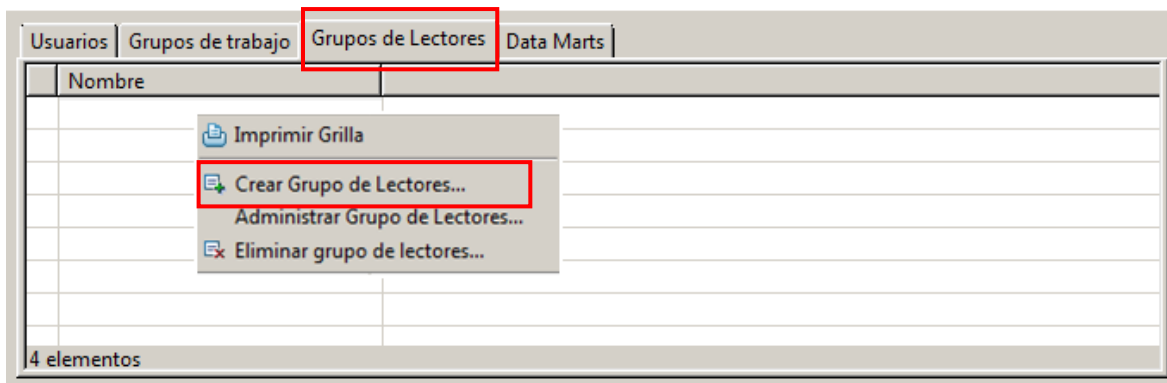 Usuarios Grupos de trabajo Grupos de Lectores Data Marts
Nombre
Imprimir Grilla
Crear Grupo de Lectores...
Administrar Grupo de Lectores...
Eliminar grupo de lectores...
4 elementos